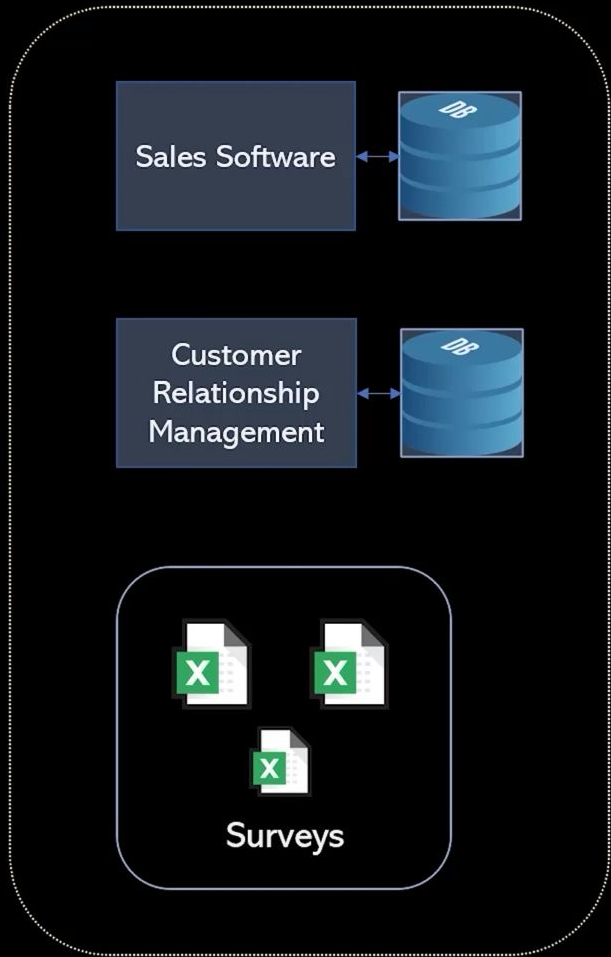 Sales Software
DB
Customer
Relationship
Management
DB
X
X
X
Surveys